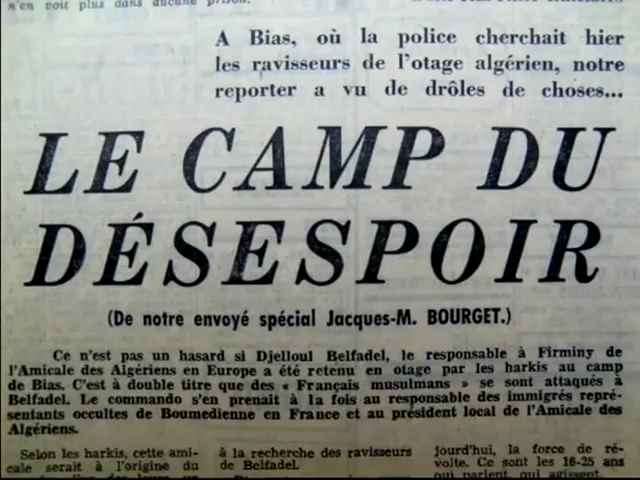 n'en voit plus dans aucune prison.
A Bias, où la police cherchait hier
les ravisseurs de l'otage algérien, notre
reporter a vu de drôles de choses...
LE CAMP DU
DÉSESPOIR
(De notre envoyé spécial Jacques-M. BOURGET.)
Ce n'est pas un hasard si Djelloul Belfadel, le responsable à Firminy de
l'Amicale des Algériens en Europe a été retenu en otage par les harkis au camp
de Bias. C'est à double titre que des « Français musulmans » se sont attaqués à
Belfadel. Le commando s'en prenait à la fois au responsable des immigrés repré-
sentants occultes de Boumedienne en France et au président local de l'Amicale des
Algériens.
Selon les harkis, cette ami-
cale serait à l'origine du
à la recherche des ravisseurs
de Belfadel.
jourd'hui, la force de ré-
volte. Ce sont les 16-25 ans
qui parlent, qui agissent.